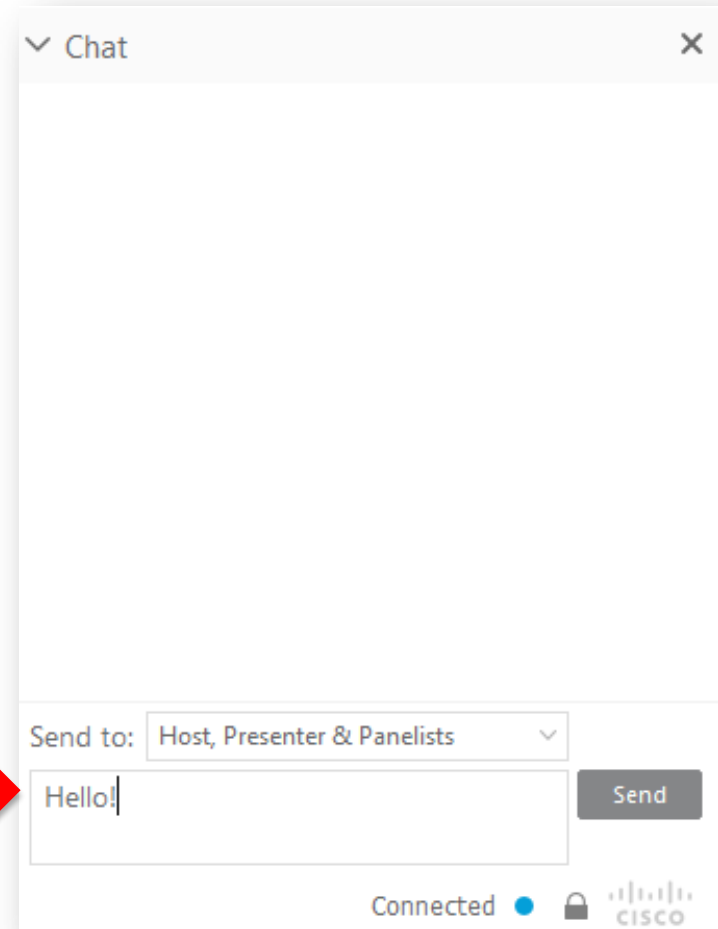 Chat
Send to: Host, Presenter & Panelists
Hello! Send
Connected
CISCO